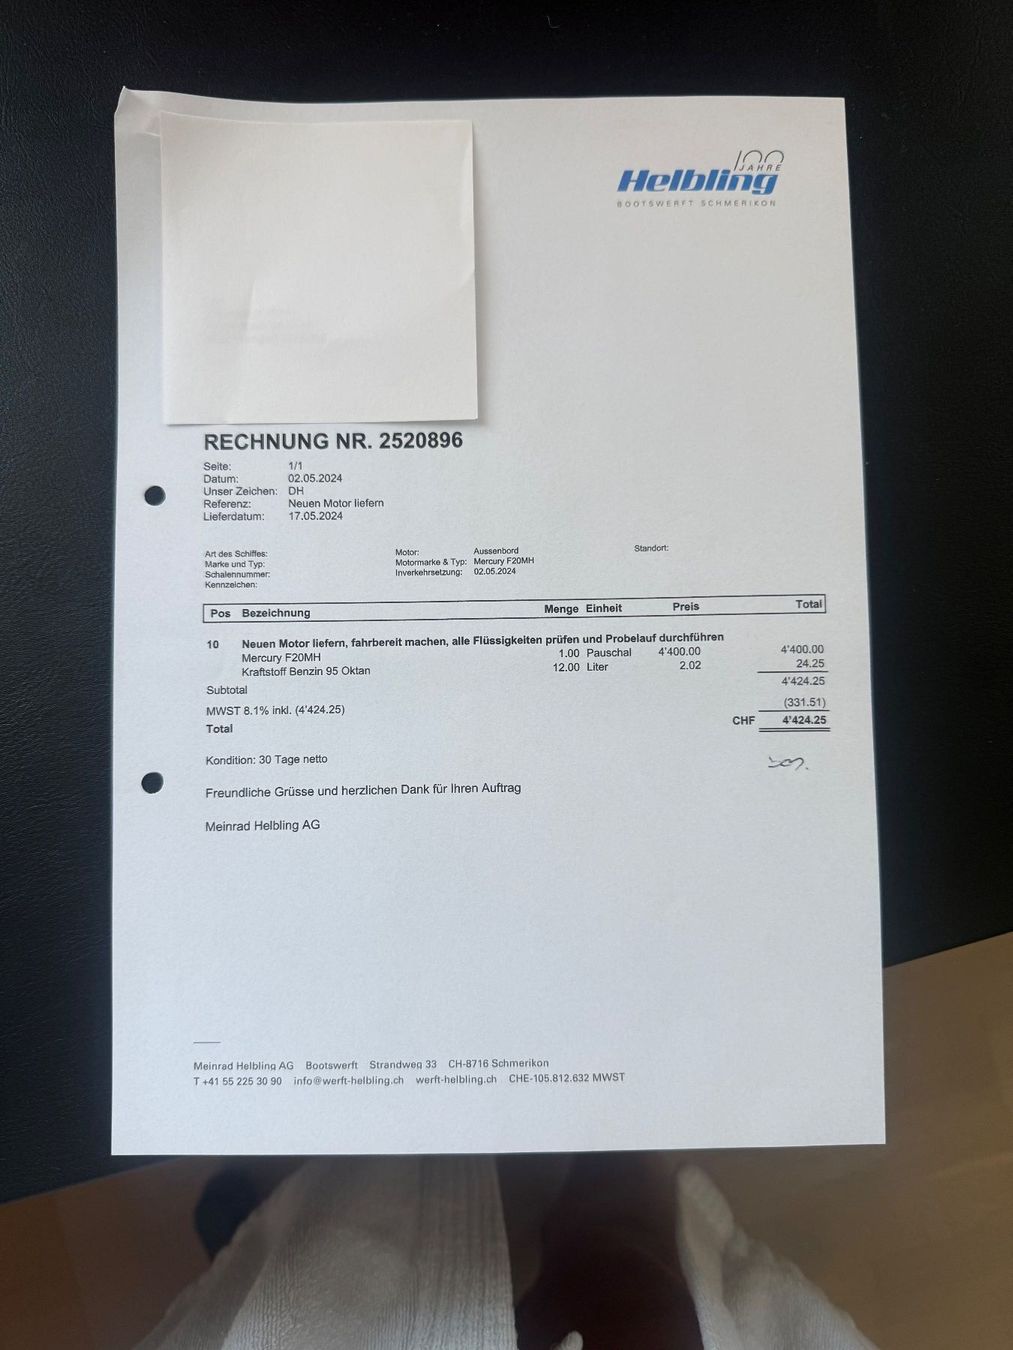 100
JAHRE
Helbling
BOOTSWERFT SCHMERIKON
RECHNUNG NR. 2520896
Seite: 1/1
Datum: 02.05.2024
Unser Zeichen: DH
Referenz: Neuen Motor liefern
Lieferdatum: 17.05.2024
Art des Schiffes: Motor: Aussenbord Standort:
Marke und Typ: Motormarke & Typ: Mercury F20MH
Schalennummer: Inverkehrsetzung: 02.05.2024
Kennzeichen:
Pos Bezeichnung Menge Einheit Preis Total
10 Neuen Motor liefern, fahrbereit machen, alle Flüssigkeiten prüfen und Probelauf durchführen
Mercury F20MH 1.00 Pauschal 4'400.00 4'400.00
Kraftstoff Benzin 95 Oktan 12.00 Liter 2.02 24.25
Subtotal 4'424.25
MWST 8.1% inkl. (4'424.25) (331.51)
Total CHF 4'424.25
Kondition: 30 Tage netto
Freundliche Grüsse und herzlichen Dank für Ihren Auftrag
Meinrad Helbling AG
Meinrad Helbling AG Bootswerft Strandweg 33 CH-8716 Schmerikon
T +41 55 225 30 90 info@werft-helbling.ch werft-helbling.ch CHE-105.812.632 MWST